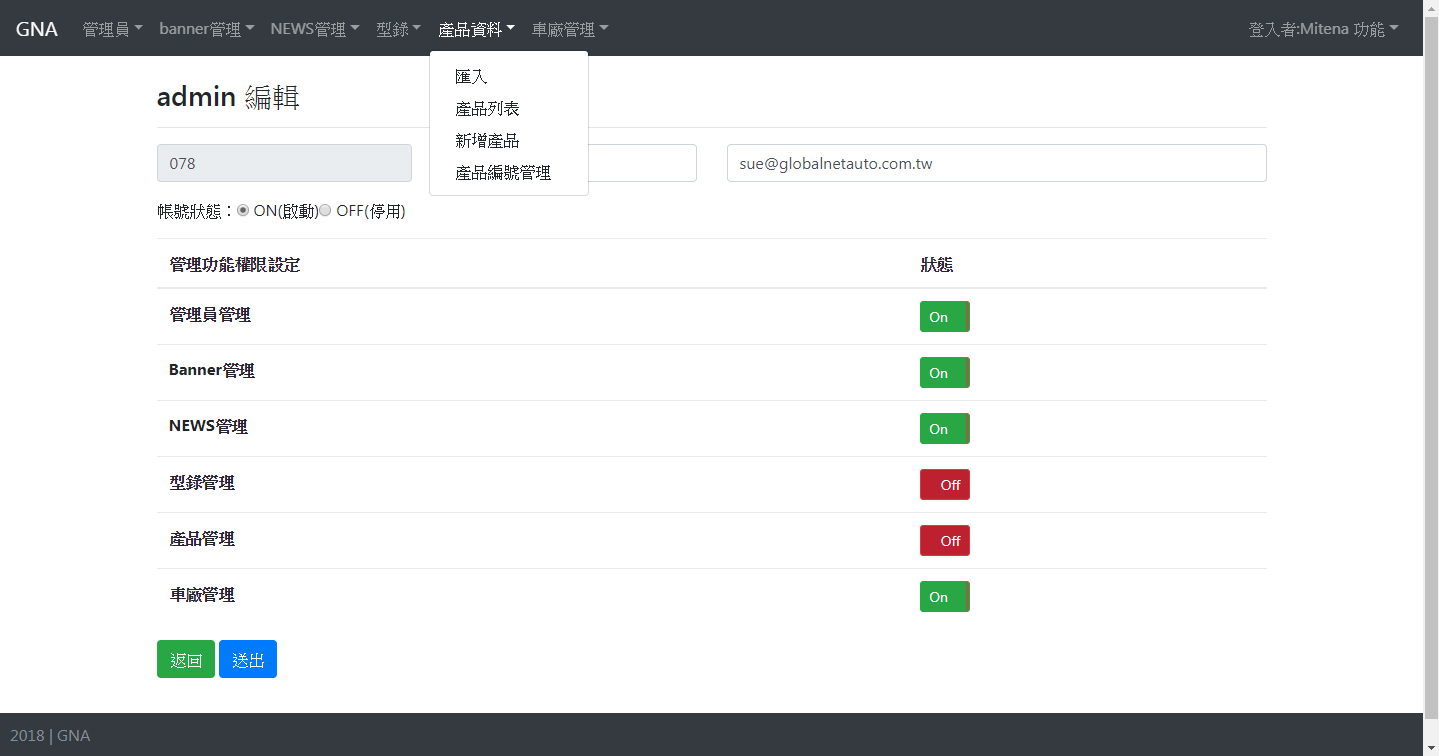 GNA 管理員 banner管理 NEWS管理 型錄 產品資料 車廠管理 登入者:Mitena 功能
匯入
產品列表
新增產品
產品編號管理
admin 編輯
078 sue@globalnetauto.com.tw
帳號狀態：ON(啟動) OFF(停用)
管理功能權限設定 狀態
管理員管理 On
Banner管理 On
NEWS管理 On
型錄管理 Off
產品管理 Off
車廠管理 On
返回 送出
2018 | GNA